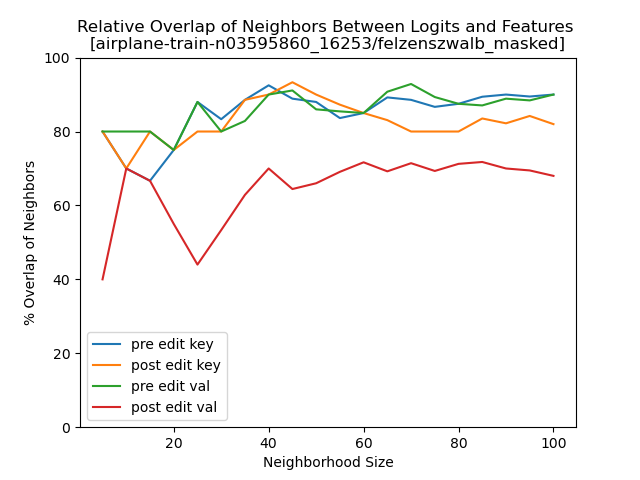 Relative Overlap of Neighbors Between Logits and Features
[airplane-train-n03595860_16253/felzenszwalb_masked]
100
80
60
40
20
0
% Overlap of Neighbors
pre edit key
post edit key
pre edit val
post edit val
20 40 60 80 100
Neighborhood Size